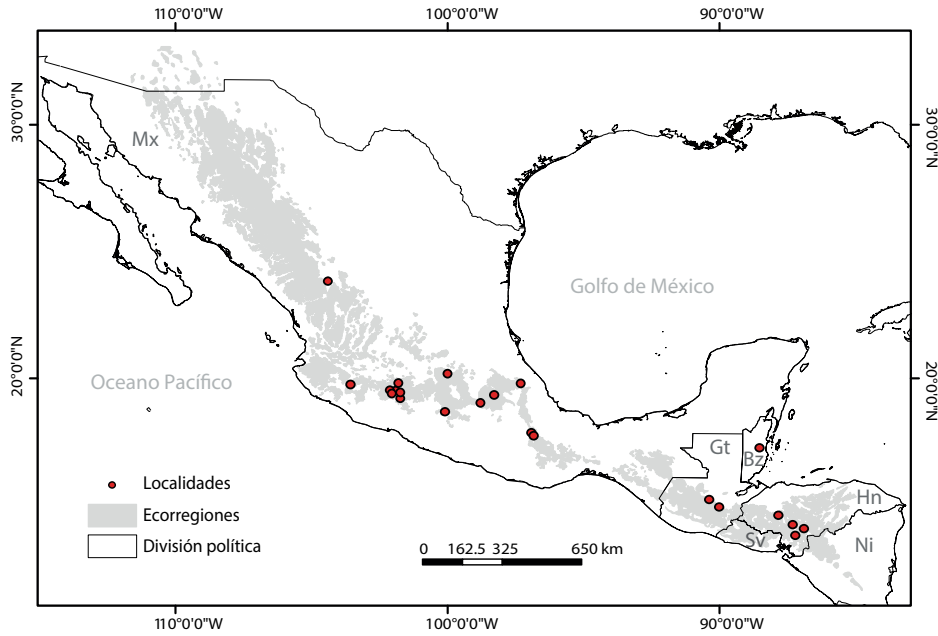 110°0'0"W 100°0'0"W 90°0'0"W
30°0'0"N 30°0'0"N
Mx
Golfo de México
20°0'0"N 20°0'0"N
Oceano Pacífico
Gt
Bz
Localidades
Hn
Ecorregiones
Sv
Ni
División política
0 162.5 325 650 km
110°0'0"W 100°0'0"W 90°0'0"W